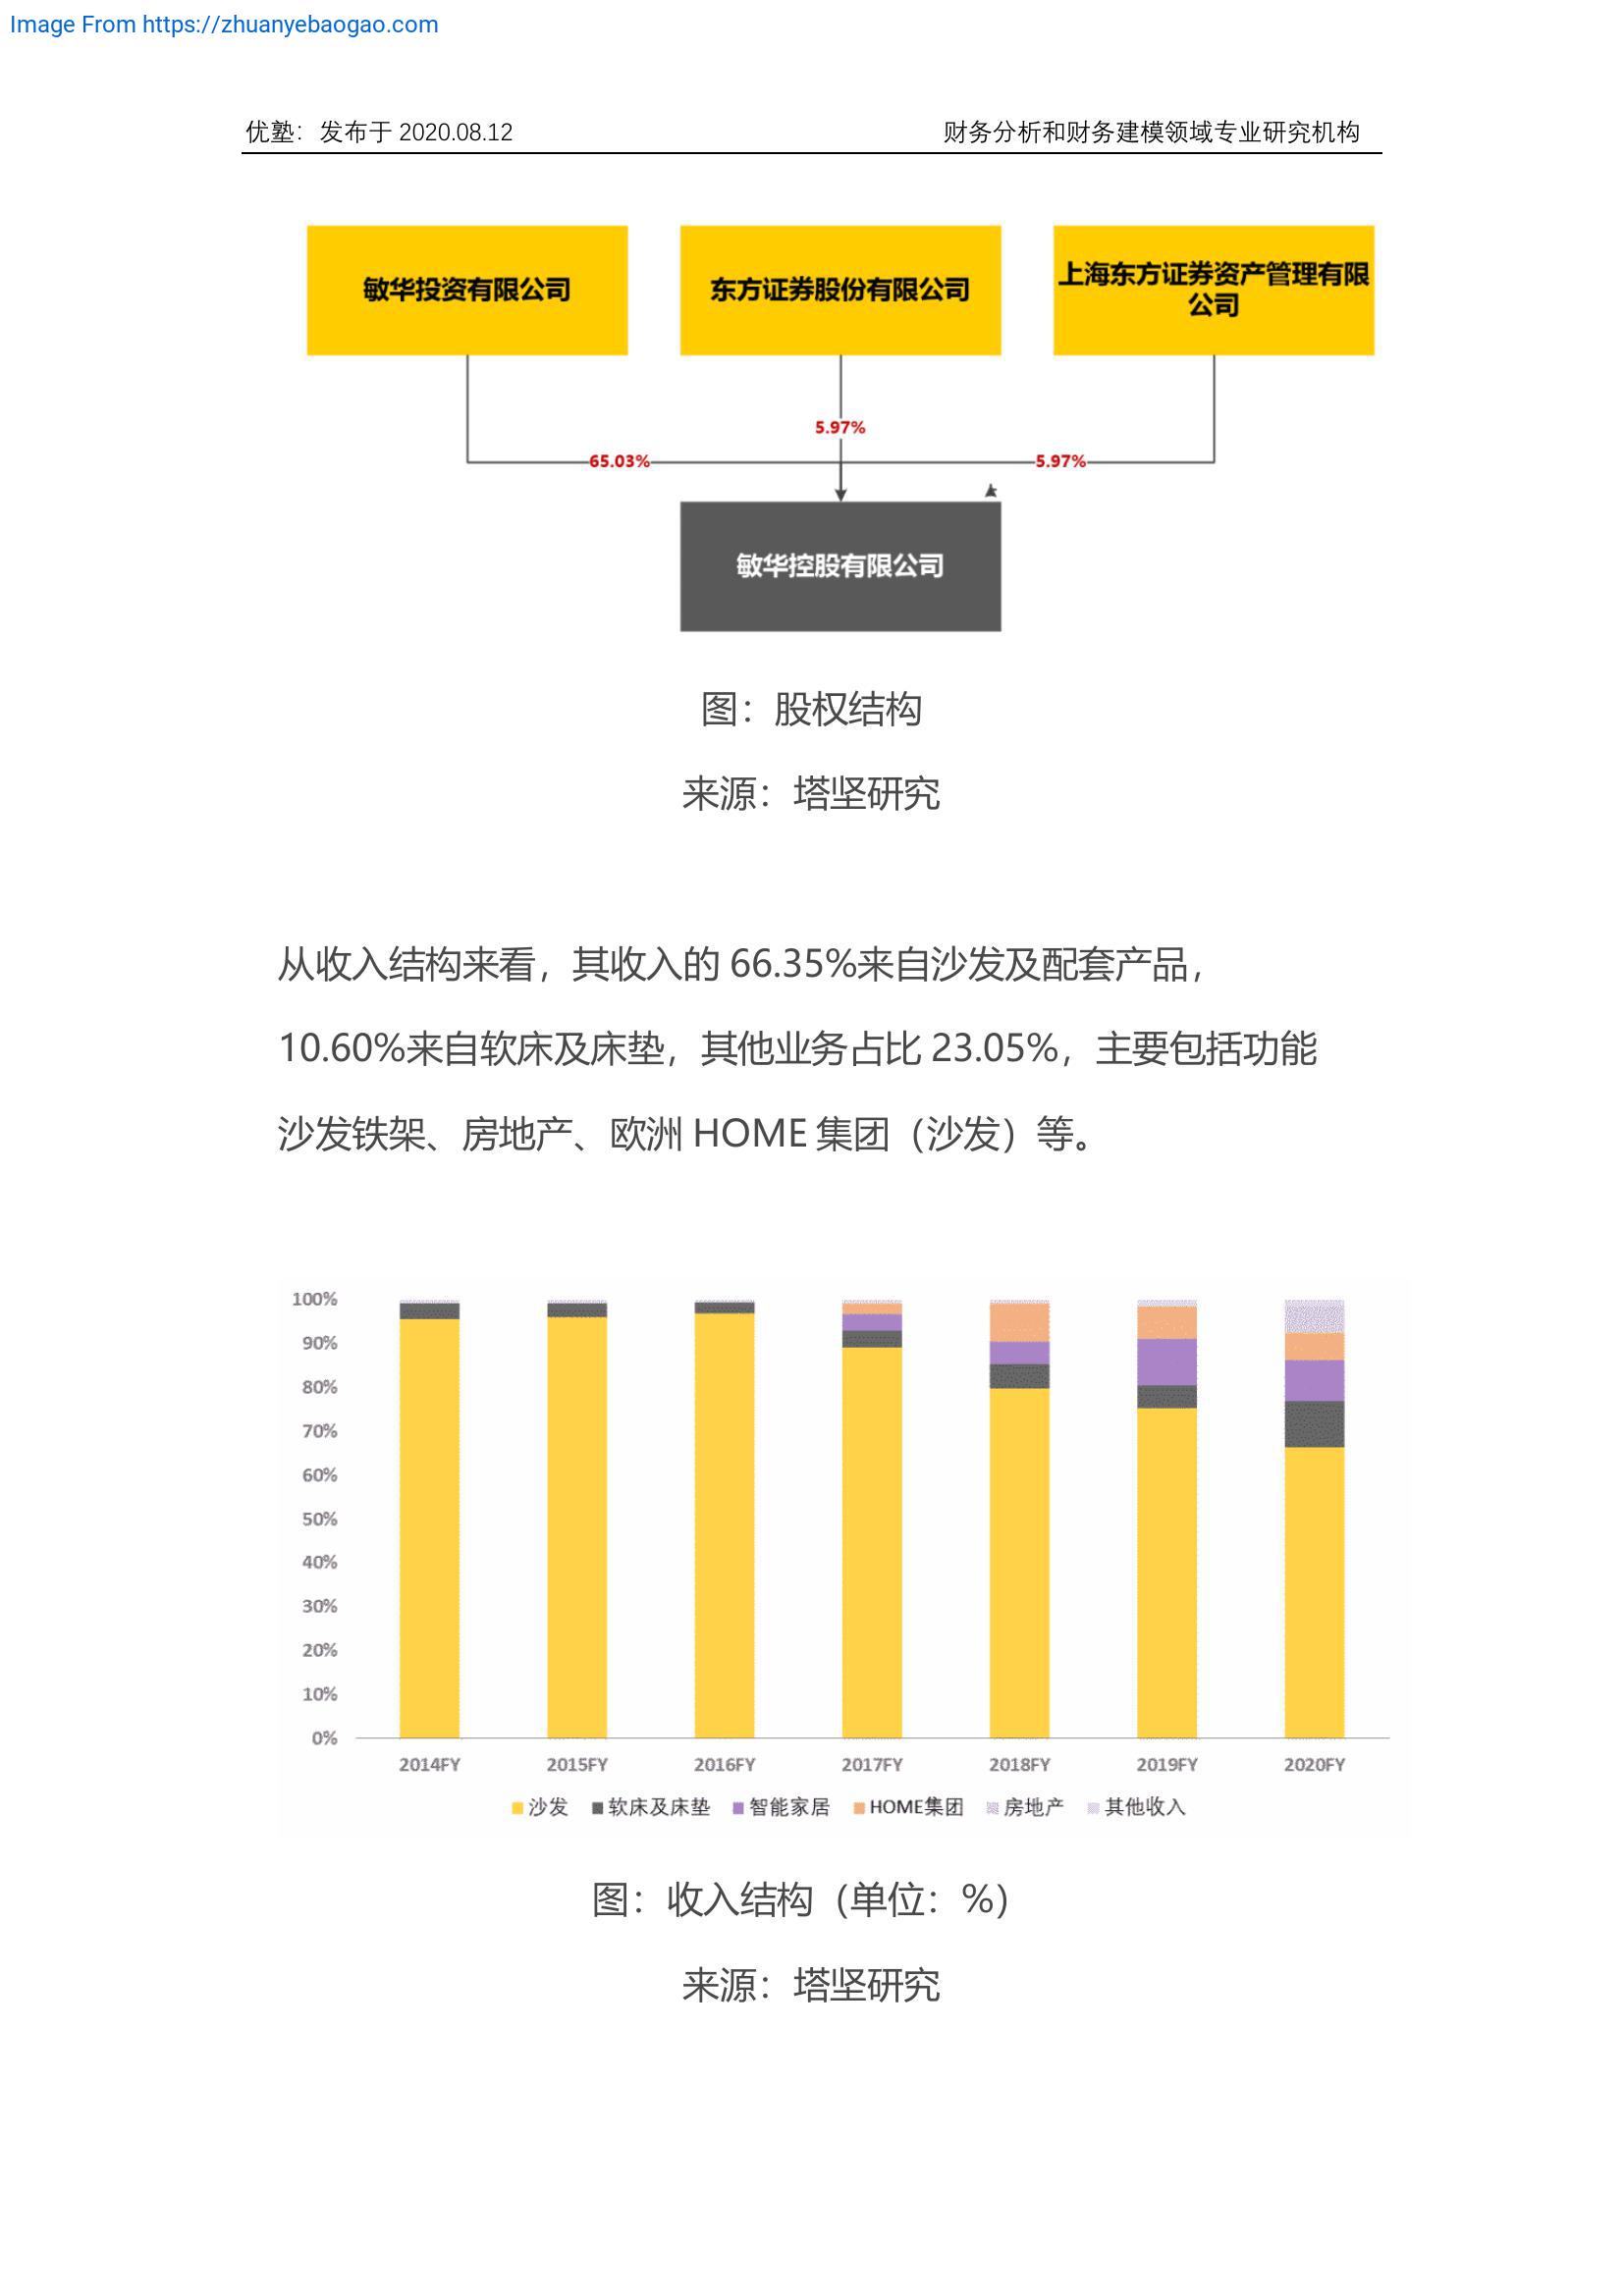 Image From https://zhuanyebaogao.com
优塾：发布于 2020.08.12 财务分析和财务建模领域专业研究机构
敏华投资有限公司
东方证券股份有限公司
上海东方证券资产管理有限
公司
5.97%
65.03%
5.97%
敏华控股有限公司
图：股权结构
来源：塔坚研究
从收入结构来看，其收入的 66.35%来自沙发及配套产品，
10.60%来自软床及床垫，其他业务占比 23.05%，主要包括功能
沙发铁架、房地产、欧洲 HOME 集团（沙发）等。
100%
90%
80%
70%
60%
50%
40%
30%
20%
10%
0%
2014FY 2015FY 2016FY 2017FY 2018FY 2019FY 2020FY
沙发 软床及床垫 智能家居 HOME集团 房地产 其他收入
图：收入结构（单位：%）
来源：塔坚研究